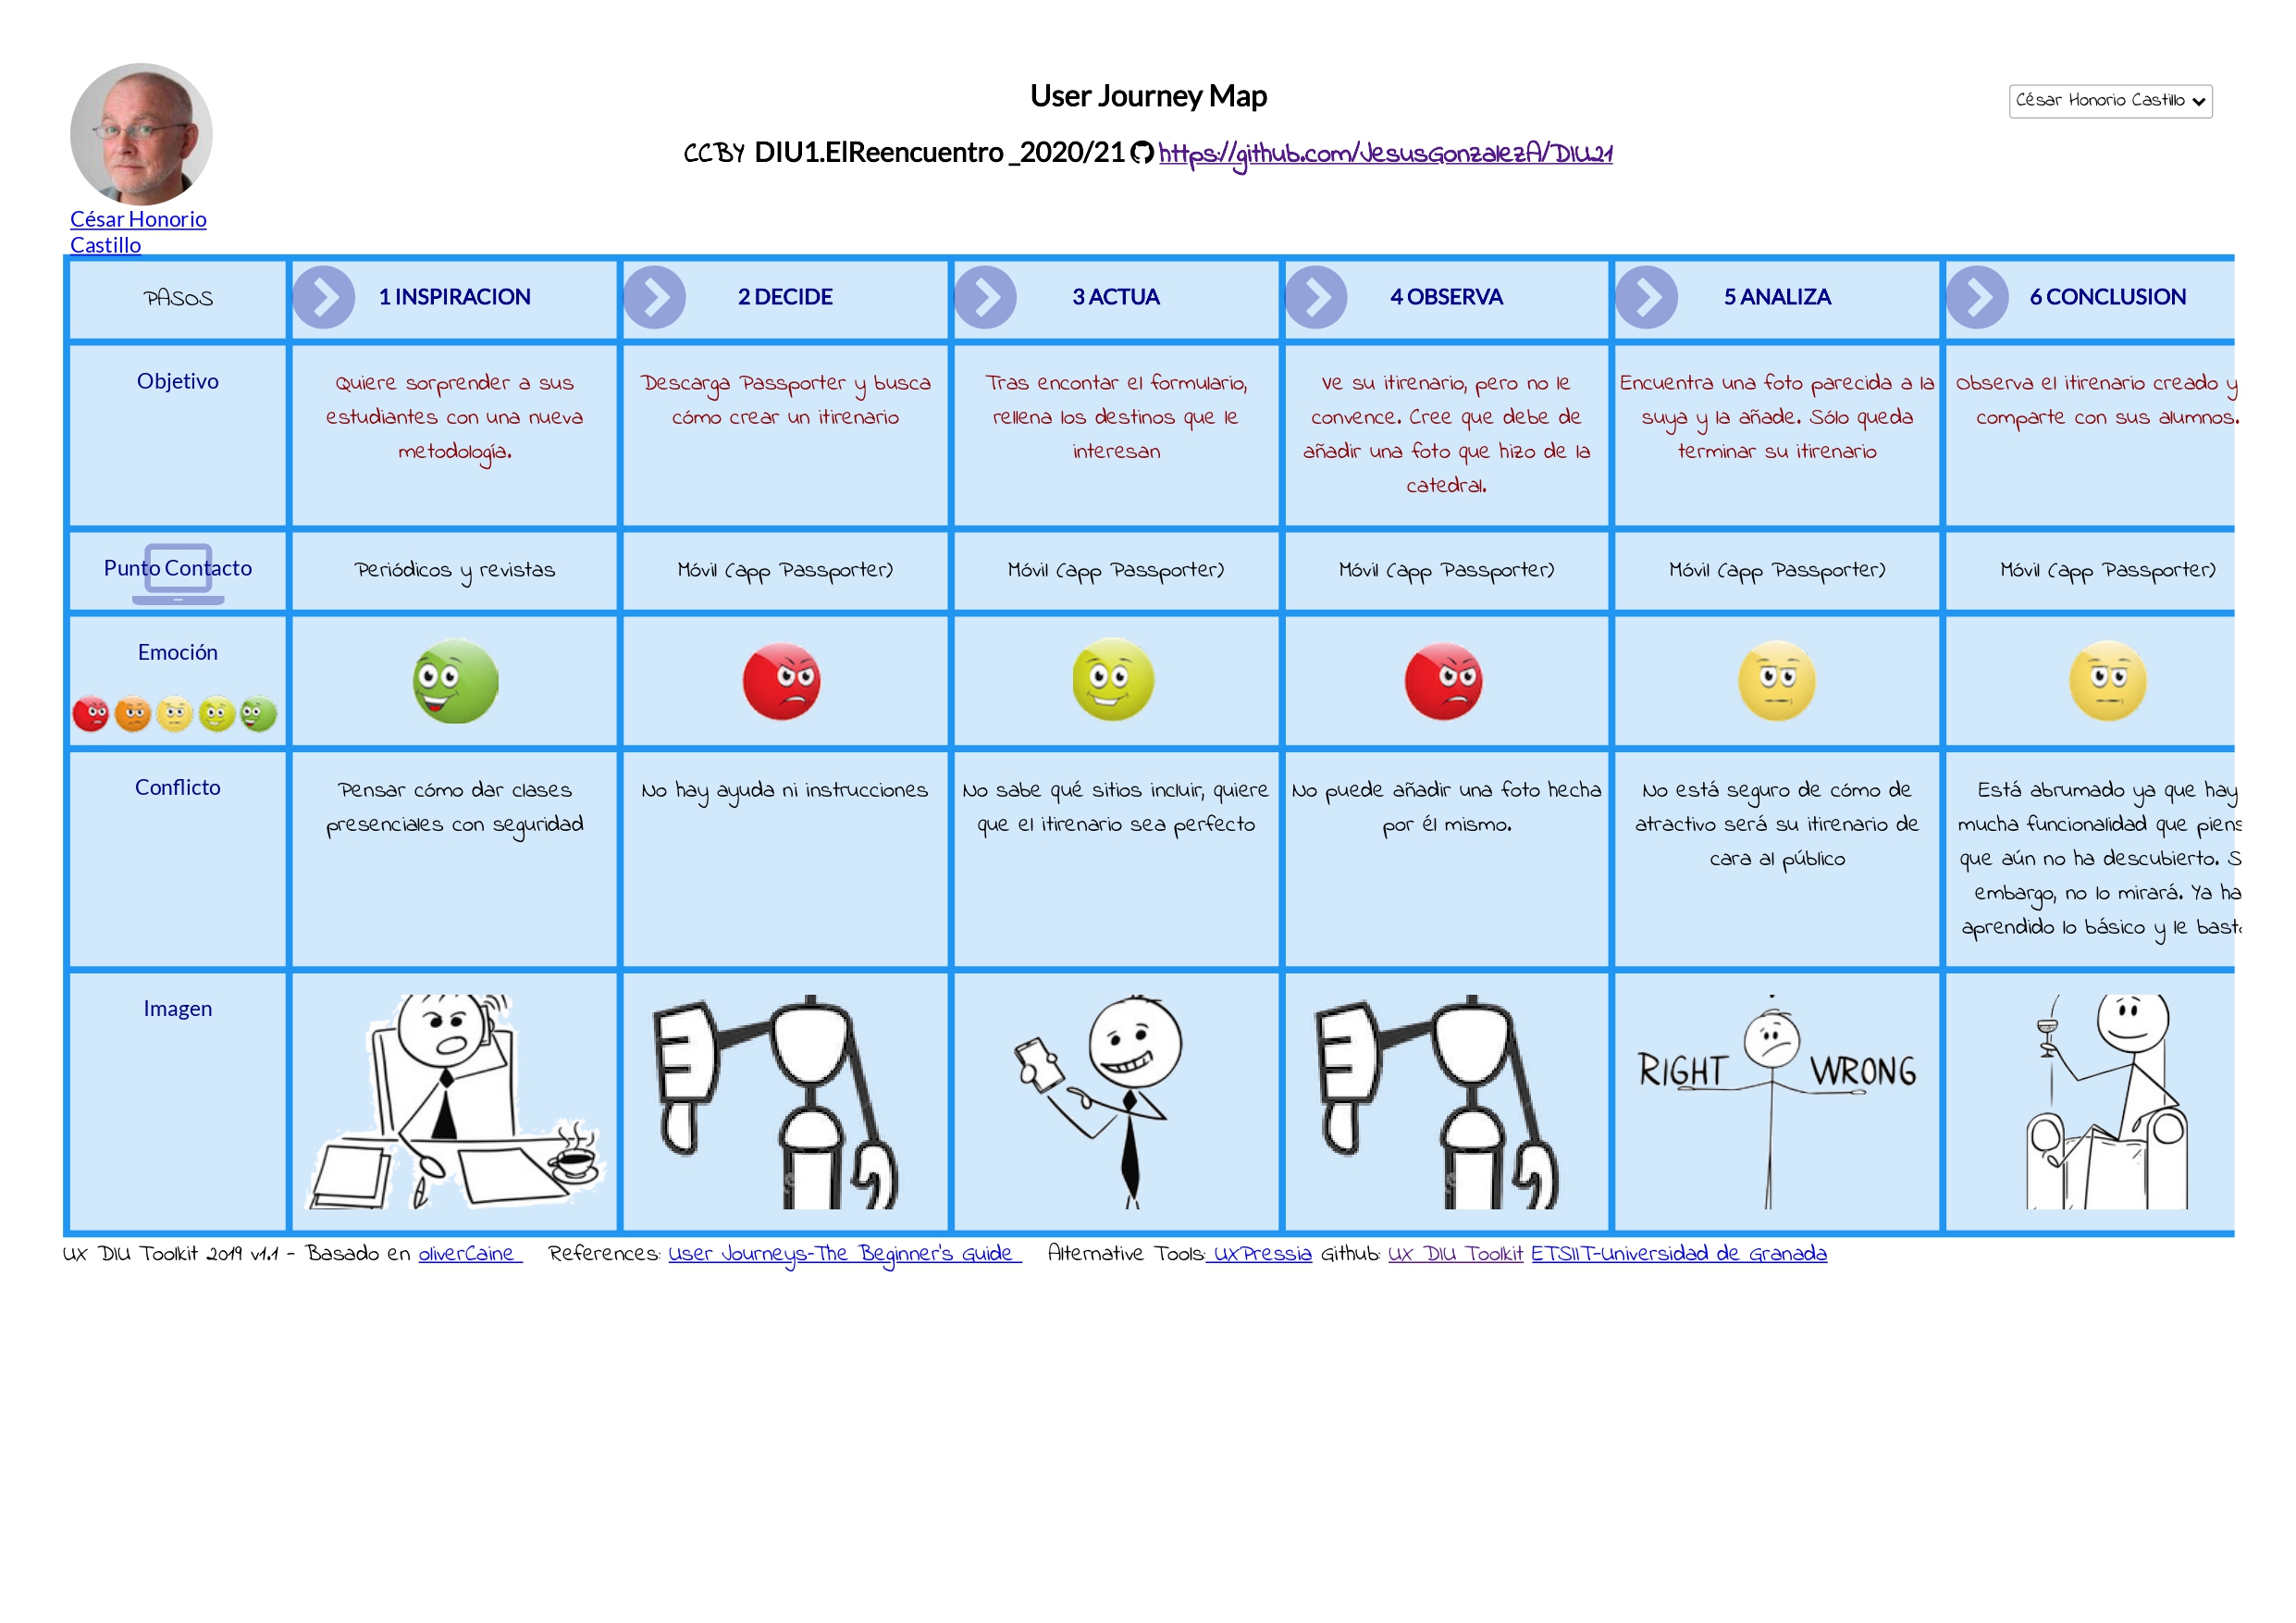 User Journey Map
César Honorio Castillo
CCBY DIU1.ElReencuentro_2020/21 https://github.com/JesusGonzalezA/DIU21
César Honorio
Castillo
PASOS
1 INSPIRACION
2 DECIDE
3 ACTUA
4 OBSERVA
5 ANALIZA
6 CONCLUSION
Objetivo
Quiere sorprender a sus
estudiantes con una nueva
metodología.
Descarga Passporter y busca
cómo crear un itirenario
Tras encontar el formulario,
rellena los destinos que le
interesan
Ve su itirenario, pero no le
convence. Cree que debe de
añadir una foto que hizo de la
catedral.
Encuentra una foto parecida a la
suya y la añade. Sólo queda
terminar su itirenario
Observa el itirenario creado y
comparte con sus alumnos.
Punto Contacto
Periódicos y revistas
Móvil (app Passporter)
Móvil (app Passporter)
Móvil (app Passporter)
Móvil (app Passporter)
Móvil (app Passporter)
Emoción
Conflicto
Pensar cómo dar clases
presenciales con seguridad
No hay ayuda ni instrucciones
No sabe qué sitios incluir, quiere
que el itirenario sea perfecto
No puede añadir una foto hecha
por él mismo.
No está seguro de cómo de
atractivo será su itirenario de
cara al público
Está abrumado ya que hay
mucha funcionalidad que
que aún no ha descubierto.
embargo, no lo mirará. Ya ha
aprendido lo básico y le
Imagen
RIGHT WRONG
UX DIU Toolkit 2019 v1.1 - Basado en oliverCaine References: User Journeys-The Beginner's Guide Alternative Tools: UXPressia Github: UX DIU Toolkit ETSIIT-Universidad de Granada